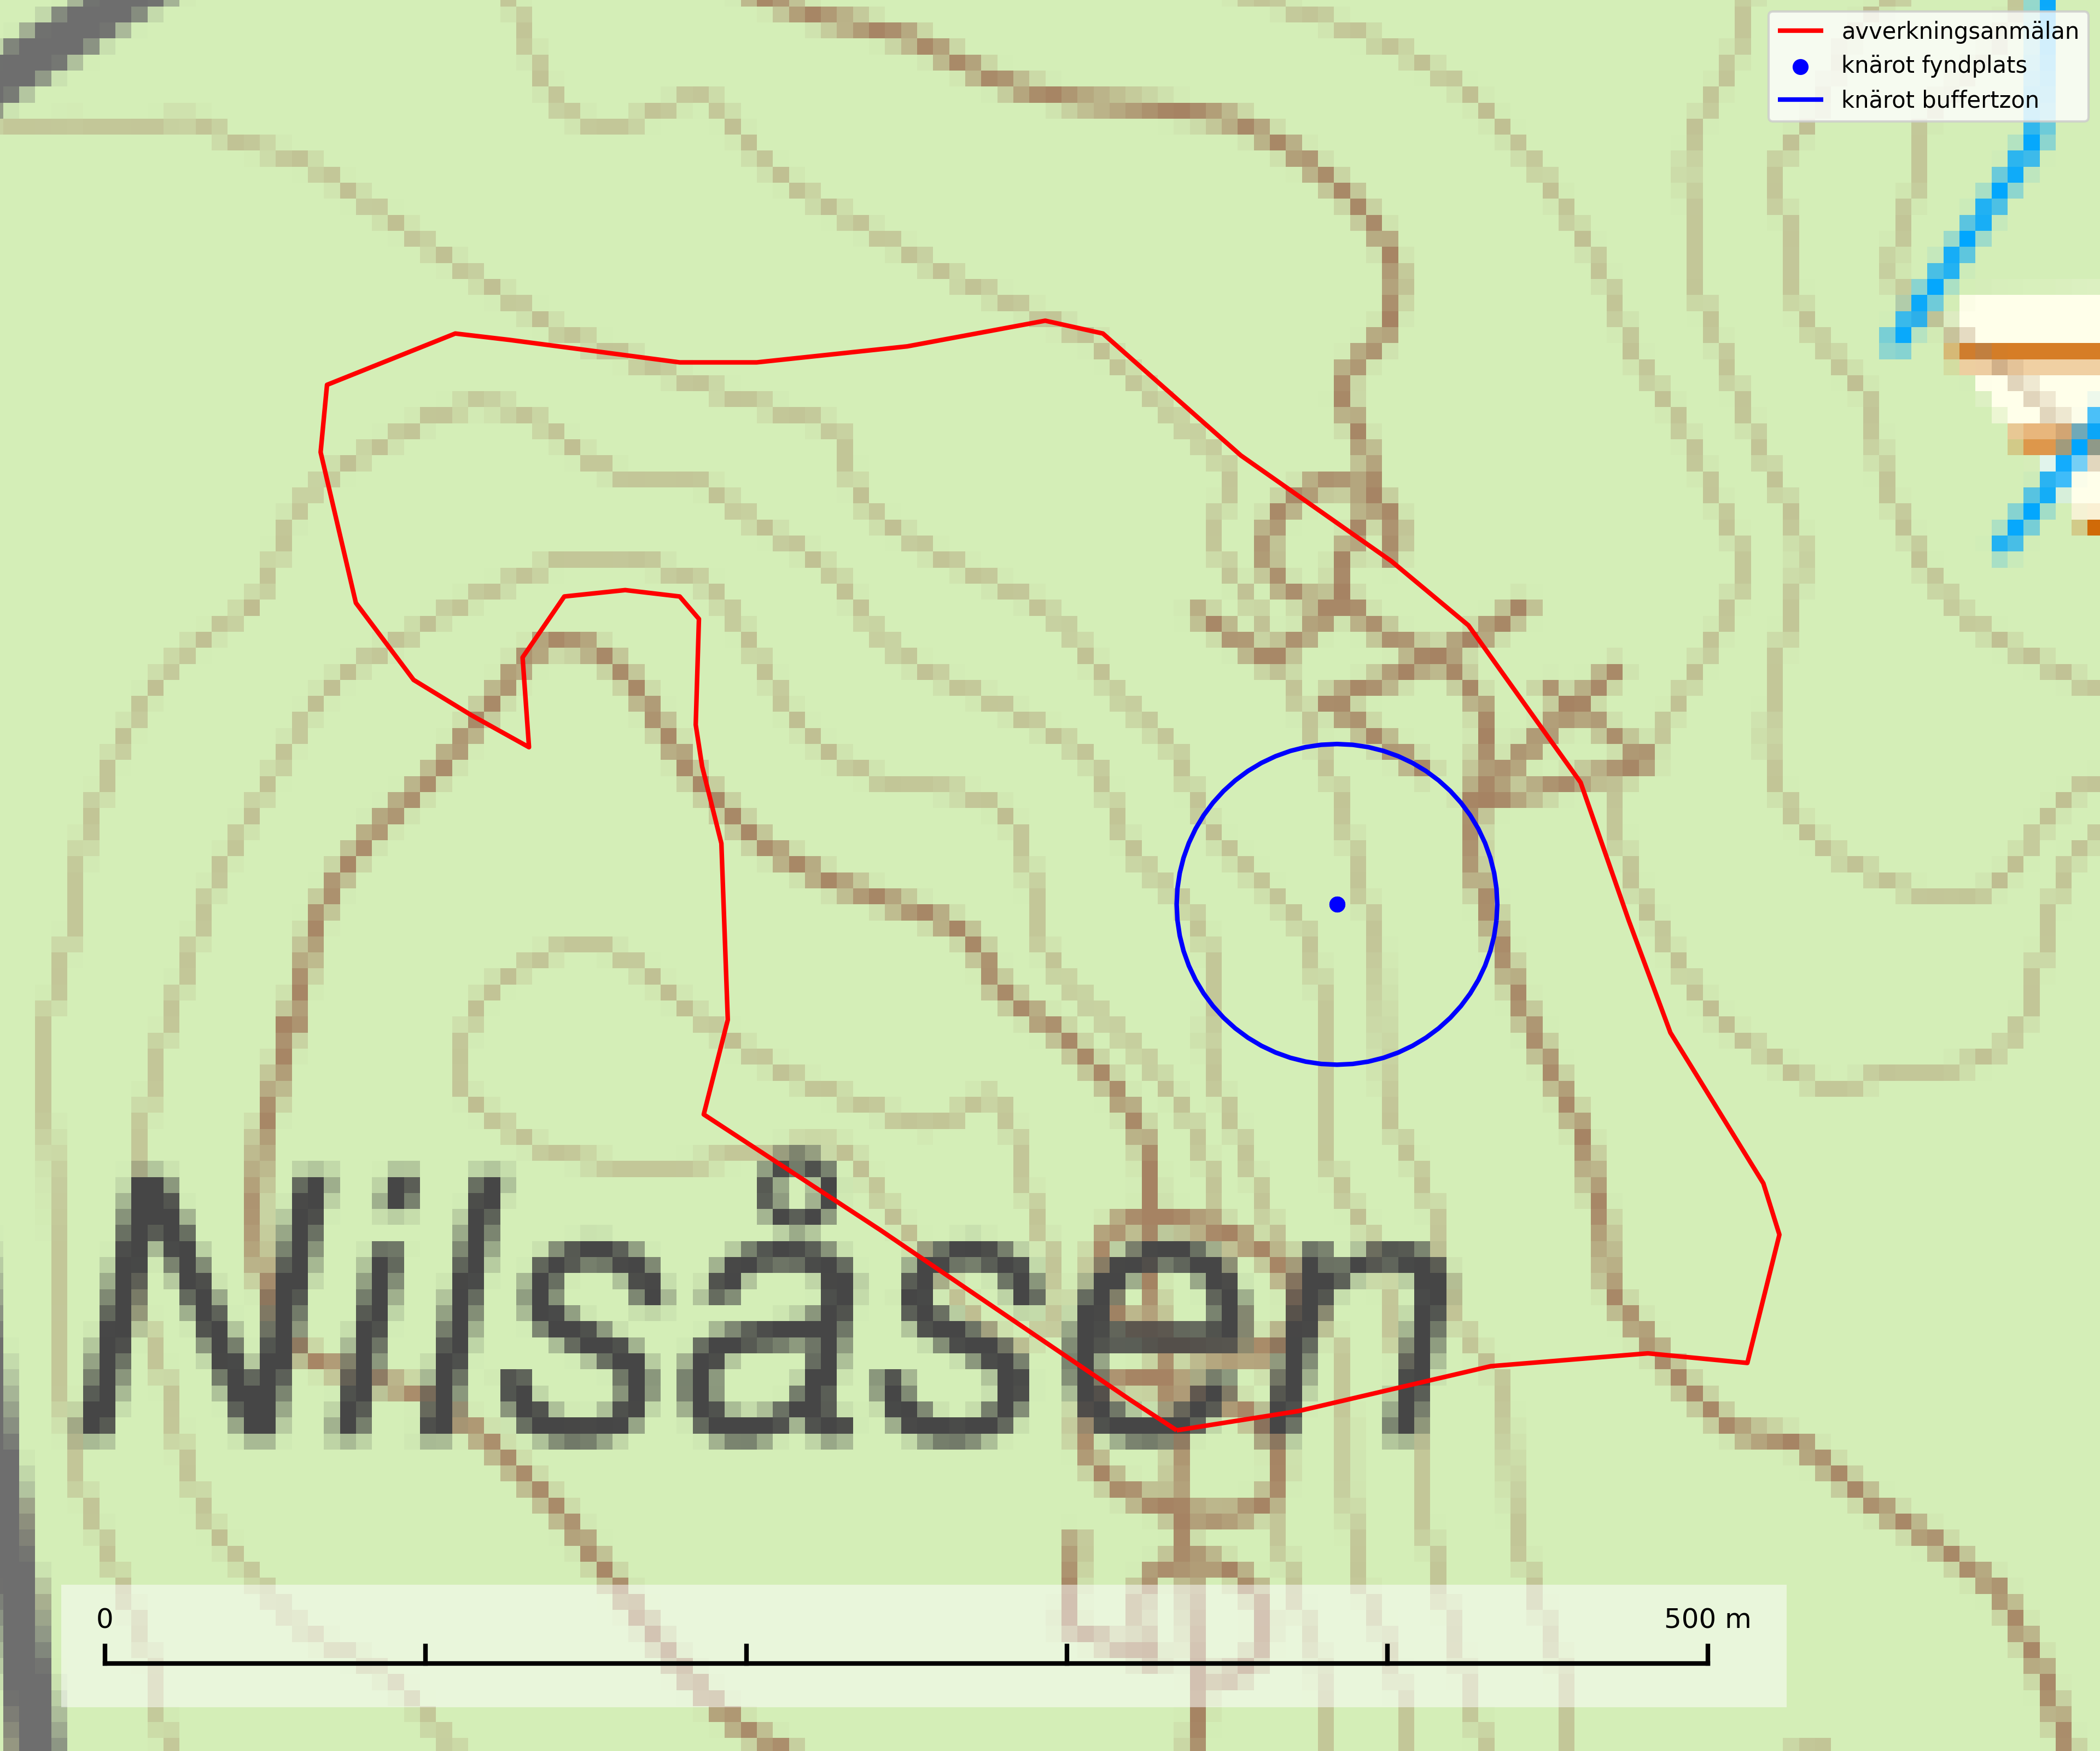 avverkningsanmälan
knärot fyndplats
knärot buffertzon
Nilsåsen
0 500 m